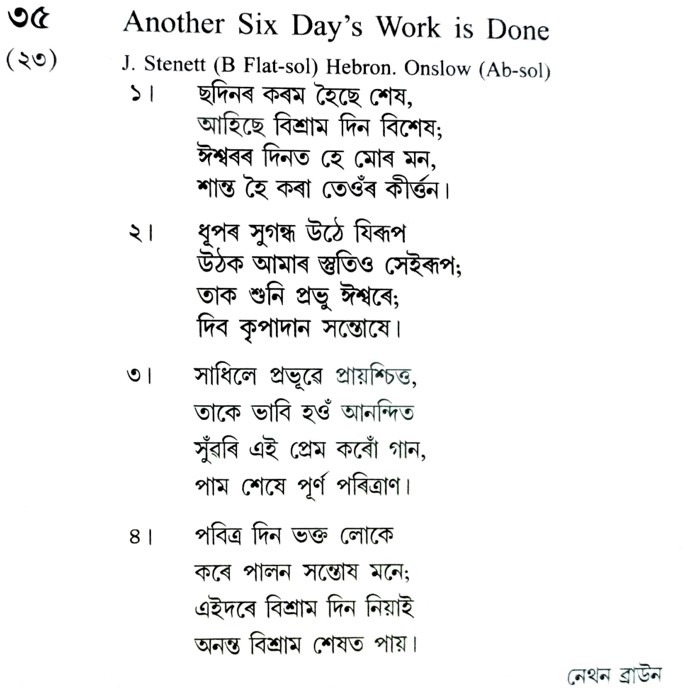 ৩৫ Another Six Day's Work is Done
(২৩) J. Stenett (B Flat-sol) Hebron. Onslow (Ab-sol)
১। ছদিনৰ কৰম হৈছে শেষ,
আহিছে বিশ্ৰাম দিন বিশেষ;
ঈশ্বৰৰ দিনত হে মোৰ মন,
শান্ত হৈ কৰা তেওঁৰ কীৰ্ত্তন।
২। ধূপৰ সুগন্ধ উঠে যিৰূপ
উঠক আমাৰ স্তুতিও সেইৰূপ;
তাক শুনি প্ৰভু ঈশ্বৰে;
দিব কৃপাদান সন্তোষে।
৩। সাধিলে প্ৰভূৱে প্ৰায়শ্চিত্ত,
তাকে ভাবি হওঁ আনন্দিত
সুঁৱৰি এই প্ৰেম কৰোঁ গান,
পাম শেষে পূৰ্ণ পৰিত্ৰাণ।
৪। পবিত্ৰ দিন ভক্ত লোকে
কৰে পালন সন্তোষ মনে;
এইদৰে বিশ্ৰাম দিন নিয়াই
অনন্ত বিশ্ৰাম শেষত পায়।
নেথন ব্ৰাউন